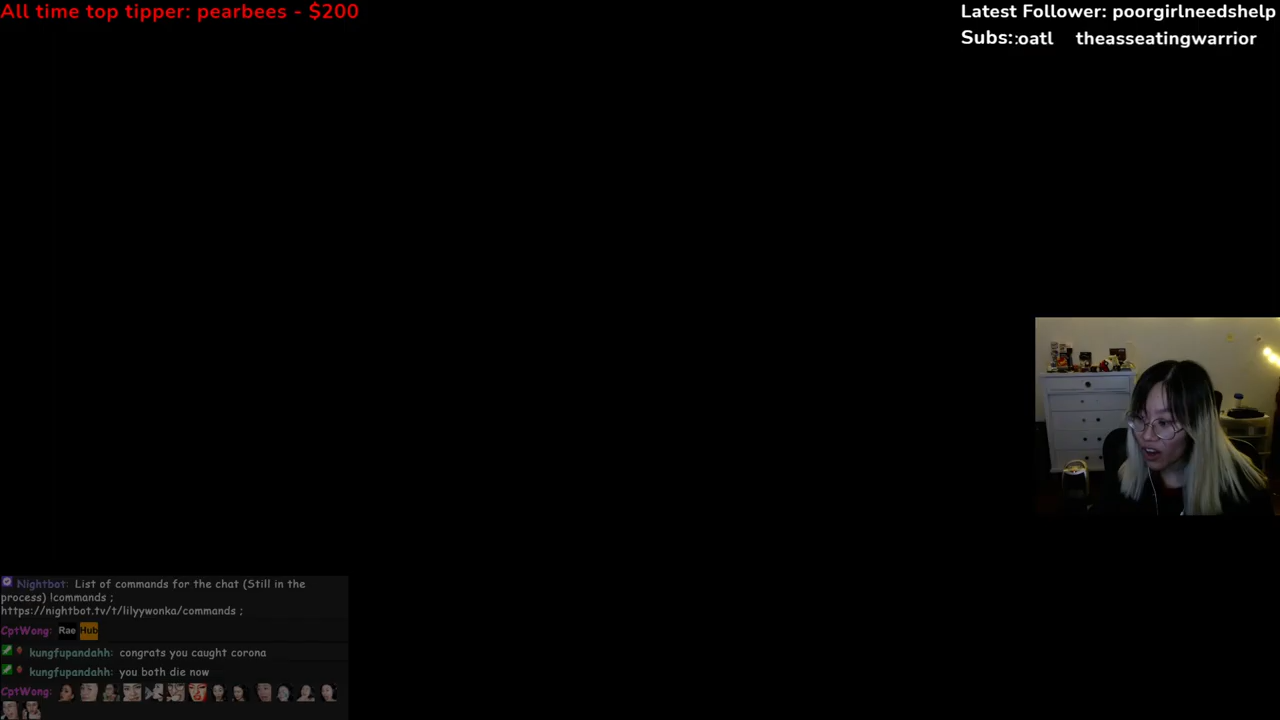 All time top tipper: pearbees - $200
Latest Follower: poorgirlneedshelp
Subs: :oatl theasseatingwarrior
Nightbot: List of commands for the chat (Still in the
process) !commands ;
https://nightbot.tv/t/lilyywonka/commands ;
CptWong: Rae Hub
kungfupandahh: congrats you caught corona
kungfupandahh: you both die now
CptWong: